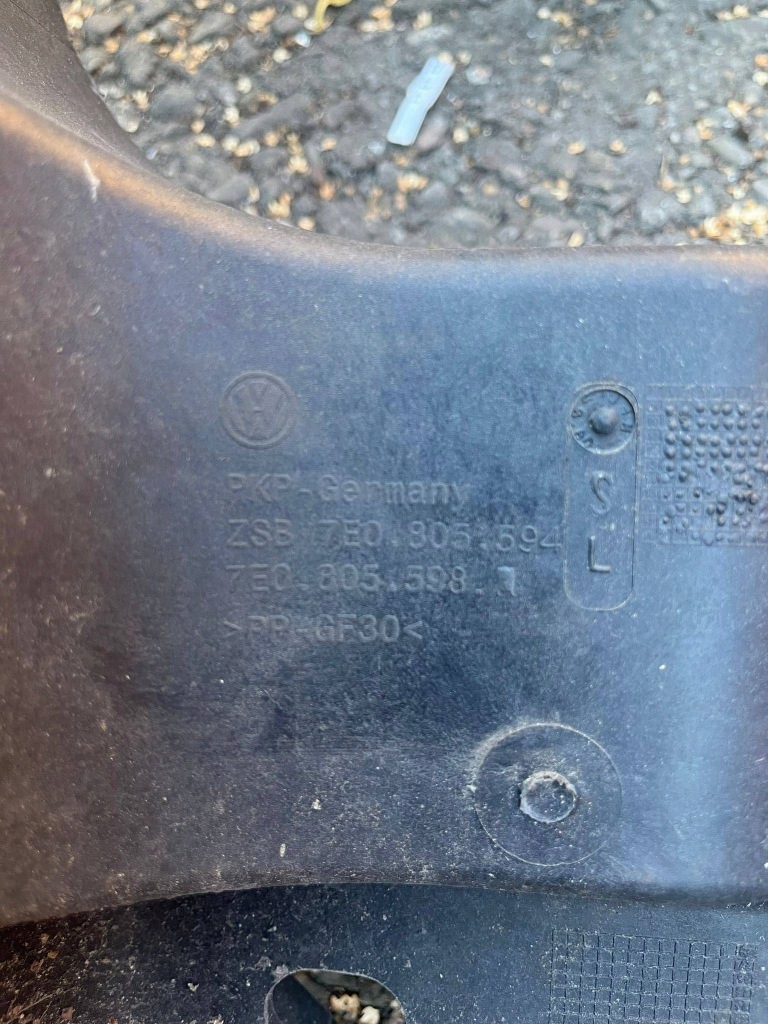 PKP-Germany
ZSB 7E0.805.594
7E0.805.598.
>PP-GF30<
S
L